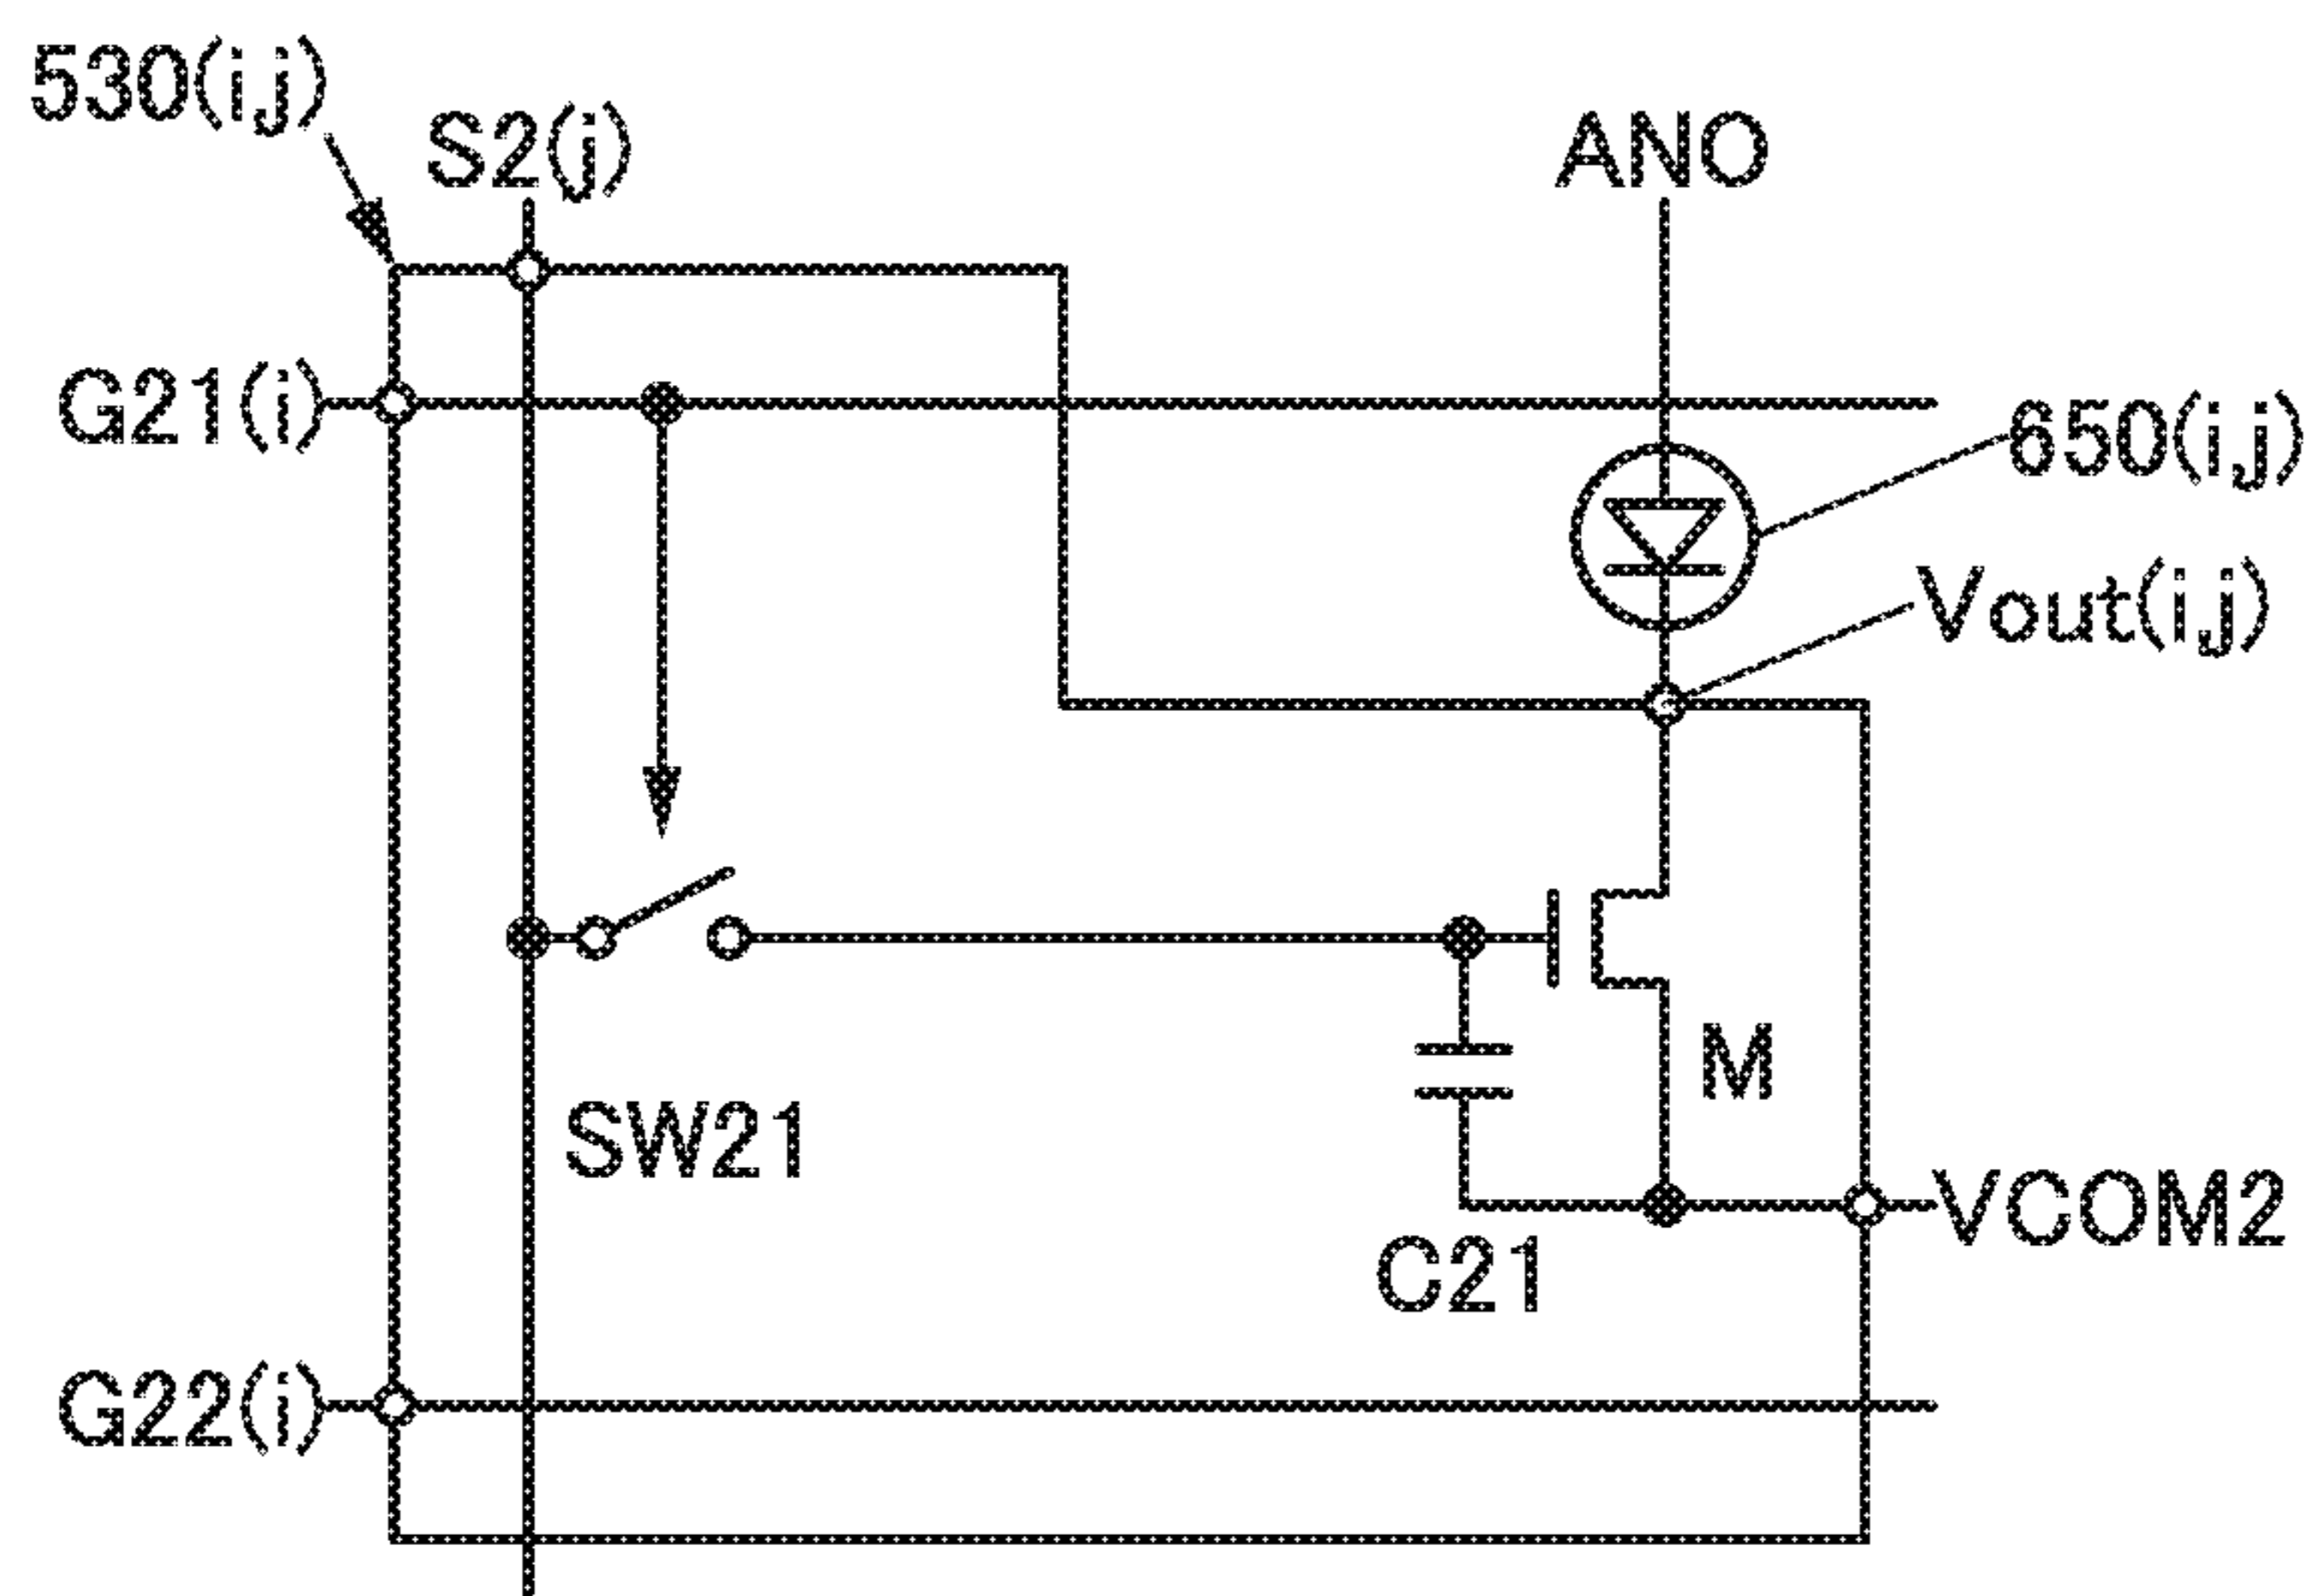 530(i,j)
S2(j)
ANO
G21(i)
650(i,j)
Vout(i,j)
M
SW21
VCOM2
C21
G22(i)